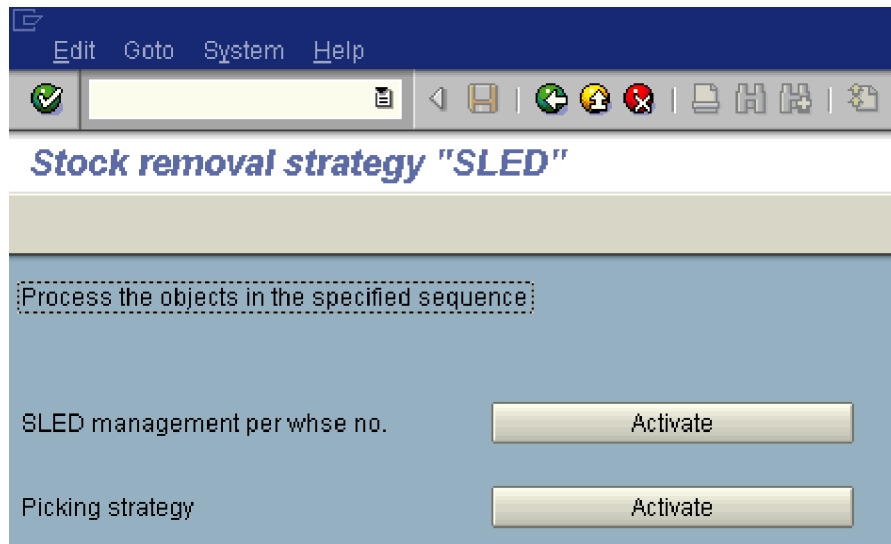 Edit Goto System Help
Stock removal strategy "SLED"
Process the objects in the specified sequence
SLED management per whse no. Activate
Picking strategy Activate